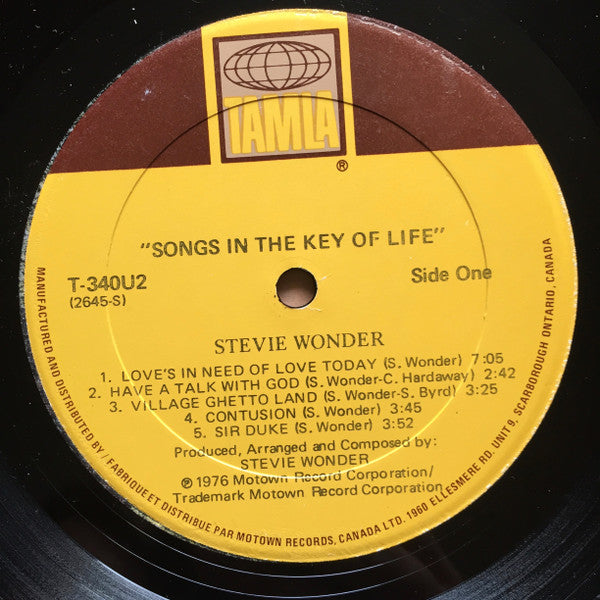 TAMLA
®
"SONGS IN THE KEY OF LIFE"
T-340U2
(2645-S)
Side One
STEVIE WONDER
1. LOVE'S IN NEED OF LOVE TODAY (S. Wonder) 7:05
2. HAVE A TALK WITH GOD (S. Wonder-C. Hardaway) 2:42
3. VILLAGE GHETTO LAND (S. Wonder-S. Byrd) 3:25
4. CONTUSION (S. Wonder) 3:45
5. SIR DUKE (S. Wonder) 3:52
Produced, Arranged and Composed by:
STEVIE WONDER
℗ 1976 Motown Record Corporation/
Trademark Motown Record Corporation
MANUFACTURED AND DISTRIBUTED BY / FABRIQUE ET DISTRIBUE PAR MOTOWN RECORDS, CANADA LTD. 1960 ELLESMERE RD. UNIT 9, SCARBOROUGH ONTARIO, CANADA